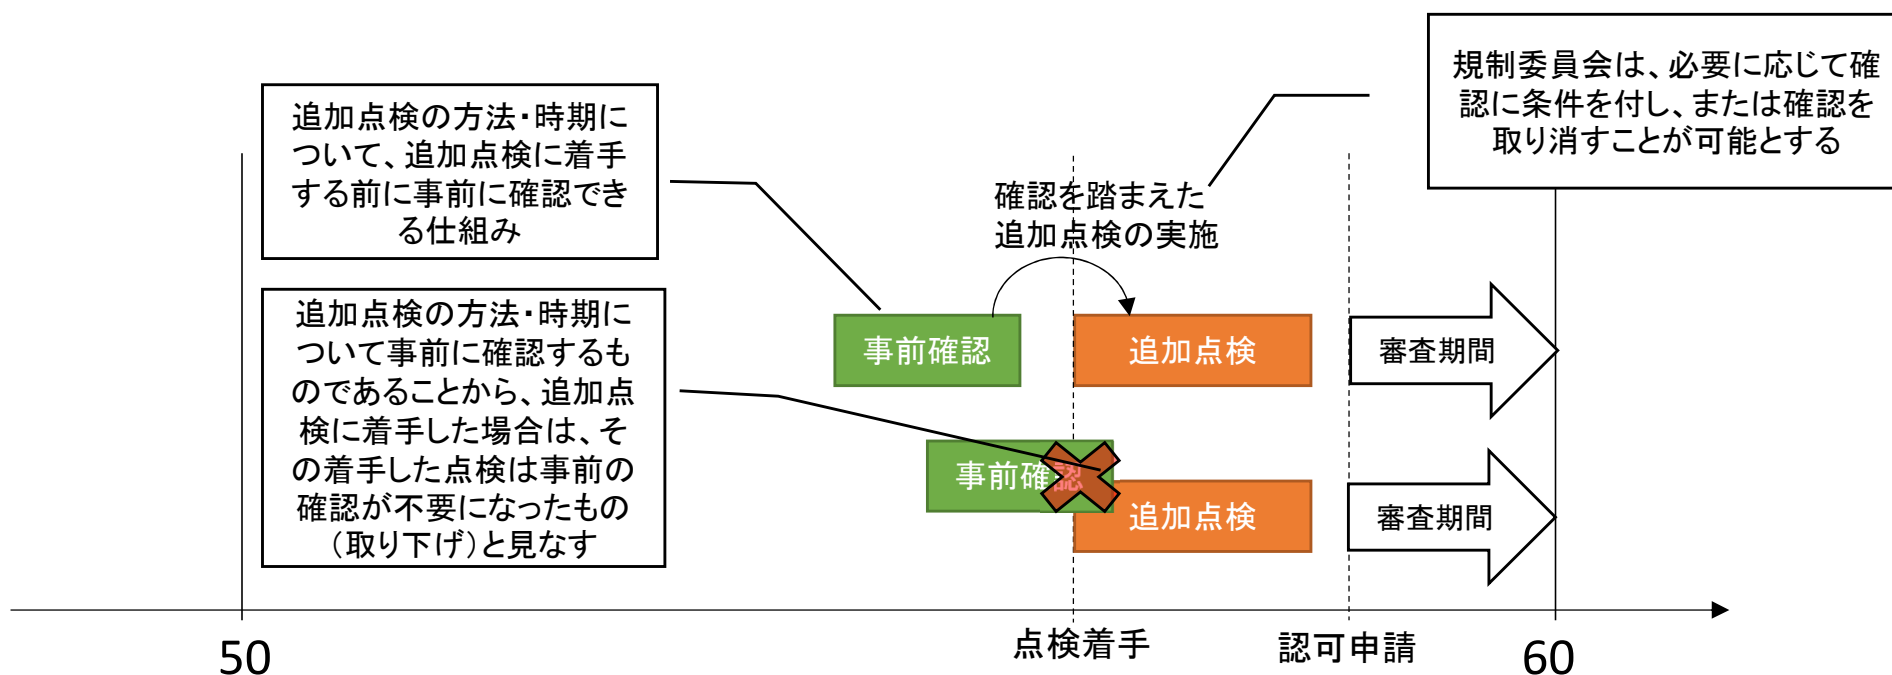 追加点検の方法・時期に
ついて、追加点検に着手
する前に事前に確認でき
る仕組み
規制委員会は、必要に応じて確
認に条件を付し、または確認を
取り消すことが可能とする
確認を踏まえた
追加点検の実施
追加点検の方法・時期に
ついて事前に確認するも
のであることから、追加点
検に着手した場合は、そ
の着手した点検は事前の
確認が不要になったもの
（取り下げ）と見なす
事前確認
追加点検
審査期間
事前確認
追加点検
審査期間
50
点検着手
認可申請
60